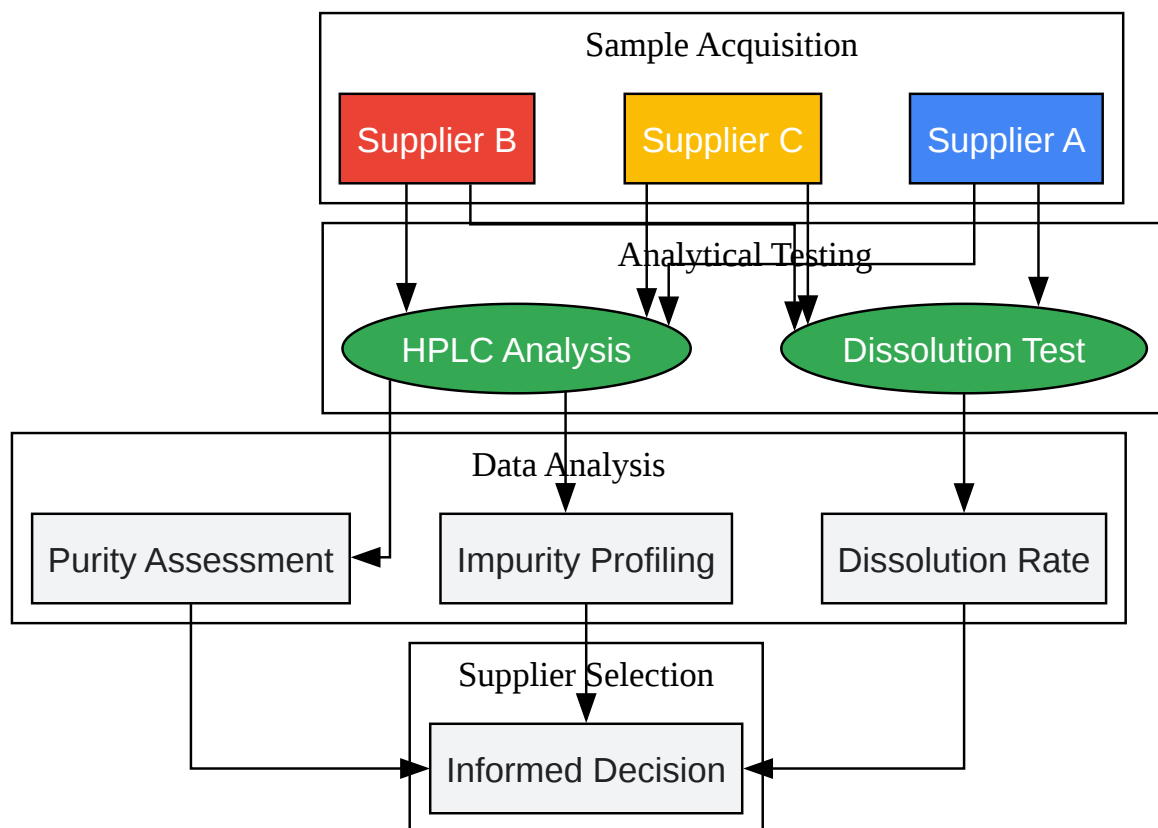 Sample Acquisition
Supplier B
Supplier C
Supplier A
Analytical Testing
HPLC Analysis
Dissolution Test
Data Analysis
Purity Assessment
Impurity Profiling
Dissolution Rate
Supplier Selection
Informed Decision